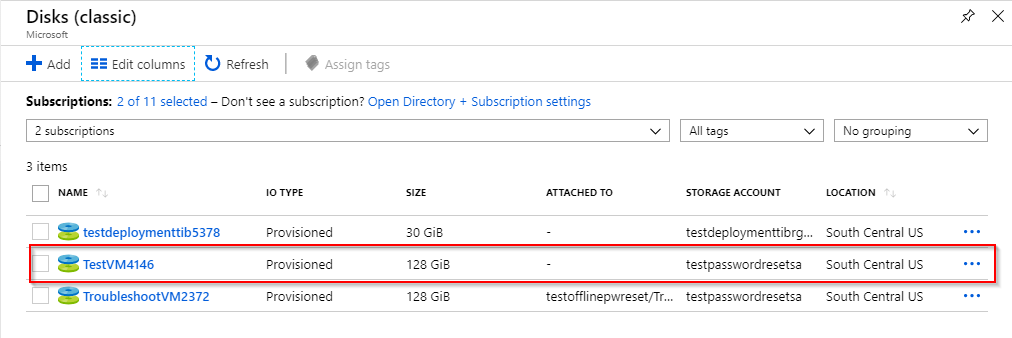 Disks (classic)
Microsoft
Add Edit columns Refresh Assign tags
Subscriptions: 2 of 11 selected – Don't see a subscription? Open Directory + Subscription settings
2 subscriptions All tags No grouping
3 items
NAME IO TYPE SIZE ATTACHED TO STORAGE ACCOUNT LOCATION
testdeploymenttib5378 Provisioned 30 GiB - testdeploymenttibrg... South Central US
TestVM4146 Provisioned 128 GiB - testpasswordresetsa South Central US
TroubleshootVM2372 Provisioned 128 GiB testofflinepwreset/Tr... testpasswordresetsa South Central US